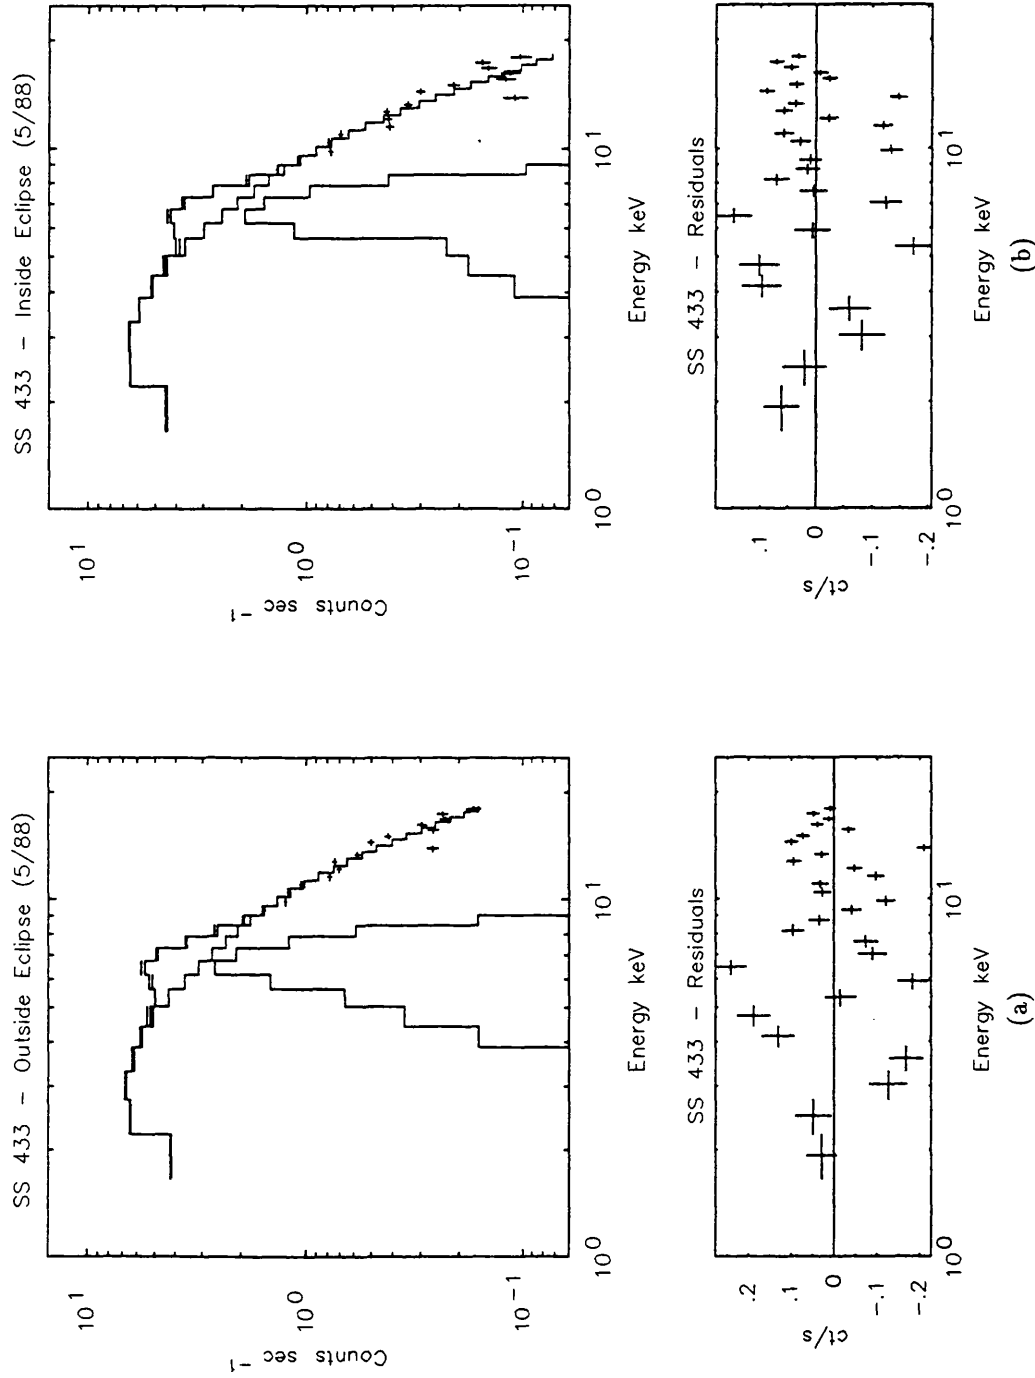 SS 433 – Outside Eclipse (5/88)
10¹
10⁰
10⁻¹
Counts sec⁻¹
10⁰
10¹
Energy keV
SS 433 – Residuals
.2
.1
0
-.1
-.2
ct/s
10⁰
10¹
Energy keV
(a)
SS 433 – Inside Eclipse (5/88)
10¹
10⁰
10⁻¹
Counts sec⁻¹
10⁰
10¹
Energy keV
SS 433 – Residuals
.1
0
-.1
-.2
ct/s
10⁰
10¹
Energy keV
(b)